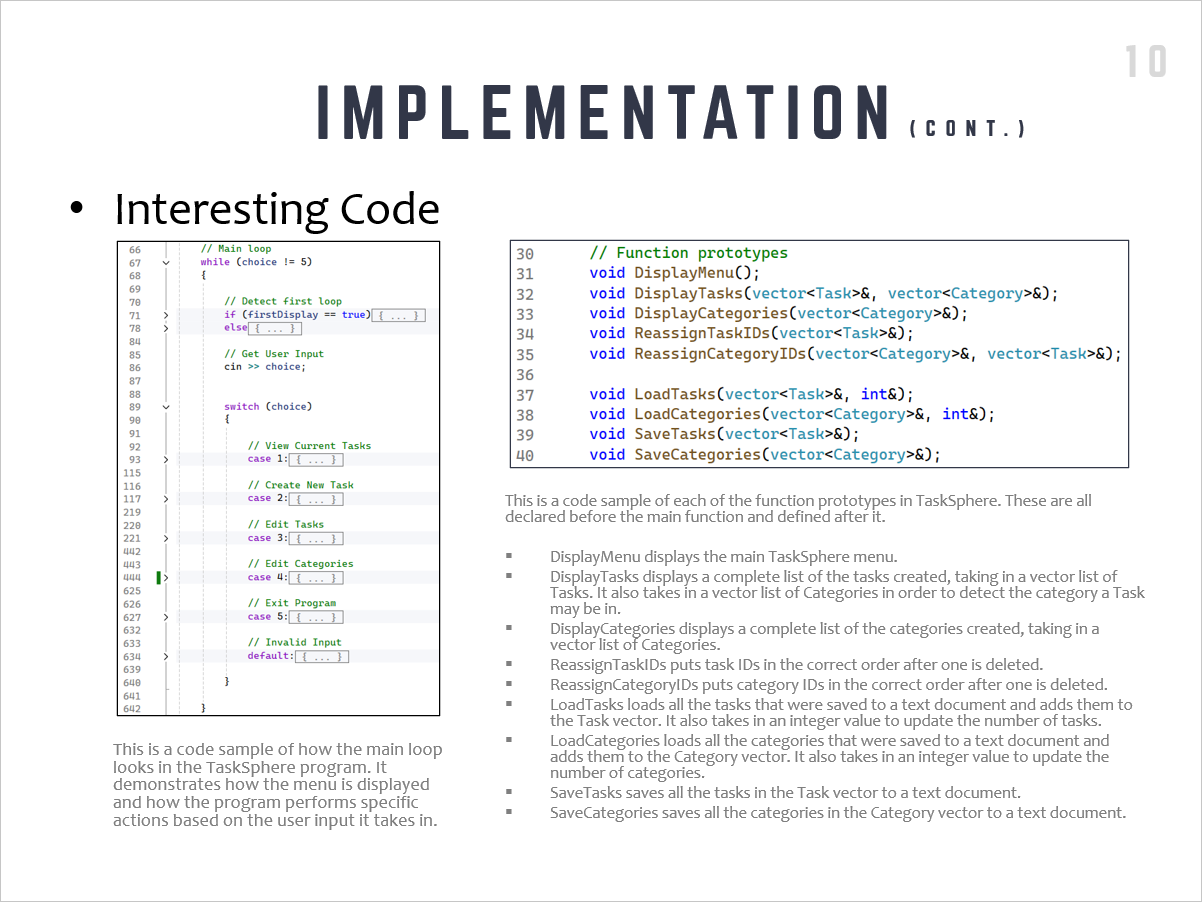 10
IMPLEMENTATION (CONT.)
• Interesting Code
66 // Main loop
67 while (choice != 5)
68 {
69
70 // Detect first loop
71 if (firstDisplay == true){ ... }
78 else{ ... }
84
85 // Get User Input
86 cin >> choice;
87
88
89 switch (choice)
90 {
91
92 // View Current Tasks
93 case 1:{ ... }
115
116 // Create New Task
117 case 2:{ ... }
219
220 // Edit Tasks
221 case 3:{ ... }
442
443 // Edit Categories
444 case 4:{ ... }
625
626 // Exit Program
627 case 5:{ ... }
632
633 // Invalid Input
634 default:{ ... }
639
640 }
641
642 }
This is a code sample of how the main loop
looks in the TaskSphere program. It
demonstrates how the menu is displayed
and how the program performs specific
actions based on the user input it takes in.
30 // Function prototypes
31 void DisplayMenu();
32 void DisplayTasks(vector<Task>&, vector<Category>&);
33 void DisplayCategories(vector<Category>&);
34 void ReassignTaskIDs(vector<Task>&);
35 void ReassignCategoryIDs(vector<Category>&, vector<Task>&);
36
37 void LoadTasks(vector<Task>&, int&);
38 void LoadCategories(vector<Category>&, int&);
39 void SaveTasks(vector<Task>&);
40 void SaveCategories(vector<Category>&);
This is a code sample of each of the function prototypes in TaskSphere. These are all
declared before the main function and defined after it.
▪ DisplayMenu displays the main TaskSphere menu.
▪ DisplayTasks displays a complete list of the tasks created, taking in a vector list of
Tasks. It also takes in a vector list of Categories in order to detect the category a Task
may be in.
▪ DisplayCategories displays a complete list of the categories created, taking in a
vector list of Categories.
▪ ReassignTaskIDs puts task IDs in the correct order after one is deleted.
▪ ReassignCategoryIDs puts category IDs in the correct order after one is deleted.
▪ LoadTasks loads all the tasks that were saved to a text document and adds them to
the Task vector. It also takes in an integer value to update the number of tasks.
▪ LoadCategories loads all the categories that were saved to a text document and
adds them to the Category vector. It also takes in an integer value to update the
number of categories.
▪ SaveTasks saves all the tasks in the Task vector to a text document.
▪ SaveCategories saves all the categories in the Category vector to a text document.